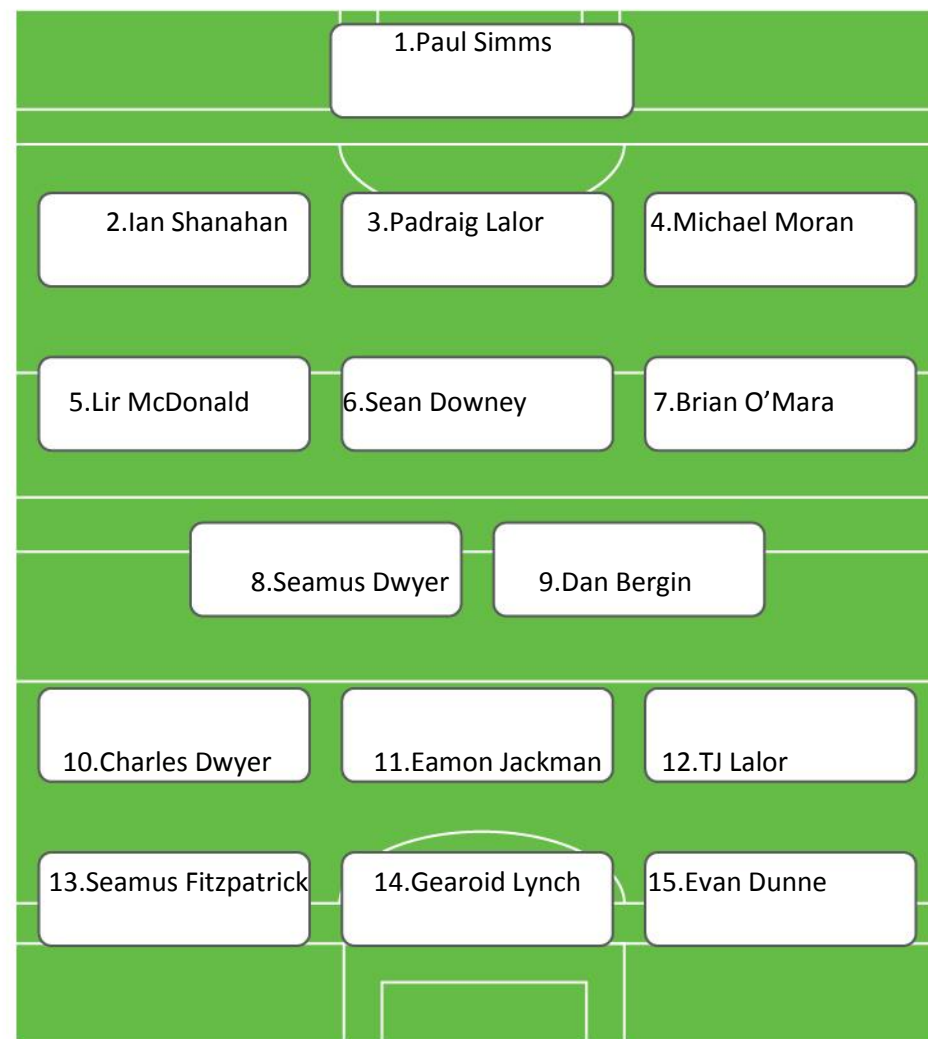 1.Paul Simms
2.Ian Shanahan
3.Padraig Lalor
4.Michael Moran
5.Lir McDonald
6.Sean Downey
7.Brian O’Mara
8.Seamus Dwyer
9.Dan Bergin
10.Charles Dwyer
11.Eamon Jackman
12.TJ Lalor
13.Seamus Fitzpatrick
14.Gearoid Lynch
15.Evan Dunne